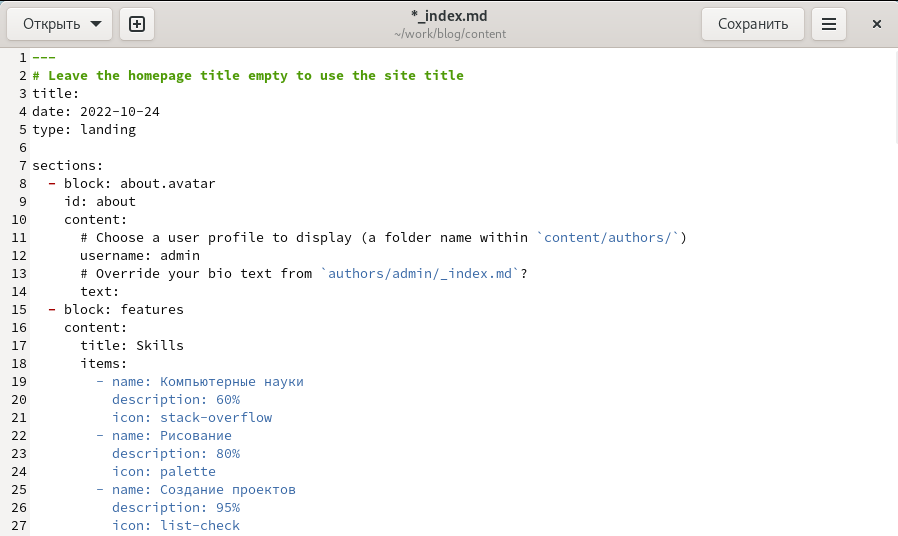 Открыть
*_index.md
~/work/blog/content
Сохранить
1 ---
2 # Leave the homepage title empty to use the site title
3 title:
4 date: 2022-10-24
5 type: landing
6
7 sections:
8   - block: about.avatar
9     id: about
10     content:
11       # Choose a user profile to display (a folder name within `content/authors/`)
12       username: admin
13       # Override your bio text from `authors/admin/_index.md`?
14       text:
15   - block: features
16     content:
17       title: Skills
18       items:
19         - name: Компьютерные науки
20           description: 60%
21           icon: stack-overflow
22         - name: Рисование
23           description: 80%
24           icon: palette
25         - name: Создание проектов
26           description: 95%
27           icon: list-check